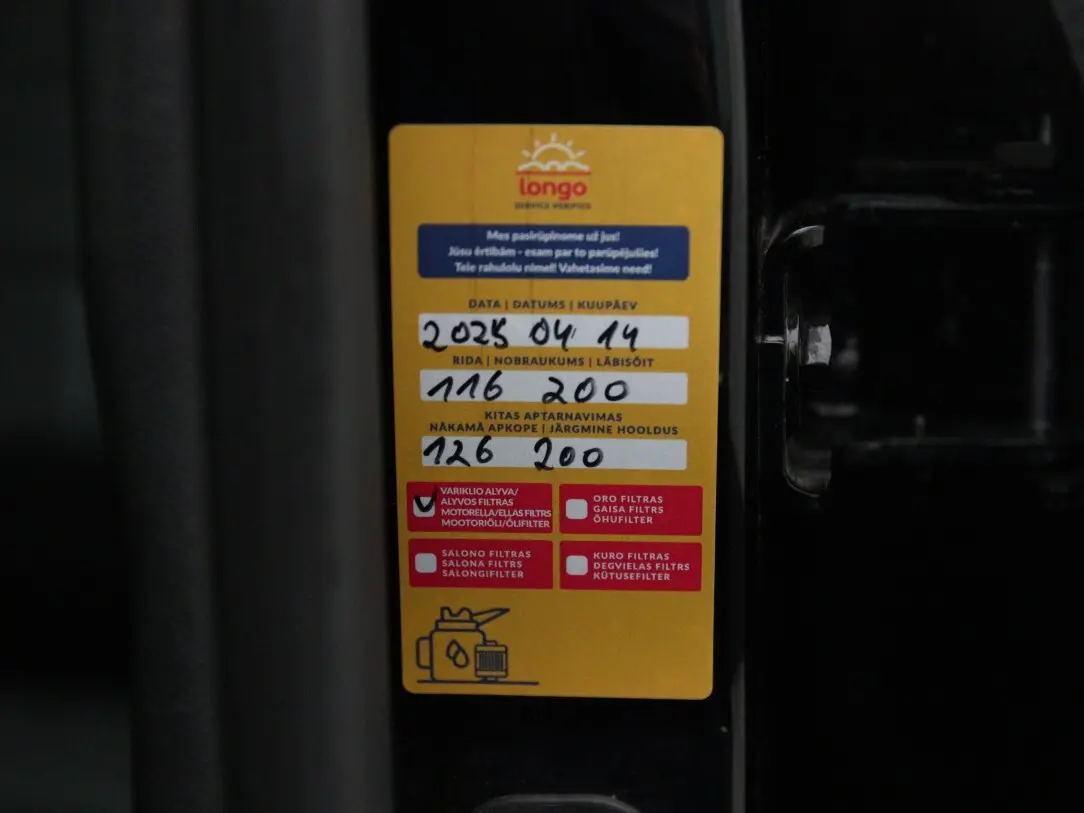 longo
SERVICE VERIFIED
Mes pasirūpinome už jus!
Jūsu ērtībām - esam par to parūpējušies!
Teie rahulolu nimel! Vahetasime need!
DATA | DATUMS | KUUPÄEV
2025 04 14
RIDA | NOBRAUKUMS | LÄBISÕIT
116 200
KITAS APTARNAVIMAS
NĀKAMĀ APKOPE | JÄRGMINE HOOLDUS
126 200
VARIKLIO ALYVA/
ALYVOS FILTRAS
MOTOREĻĻA/EĻĻAS FILTRS
MOOTORIÕLI/ÕLIFILTER
ORO FILTRAS
GAISA FILTRS
ÕHUFILTER
SALONO FILTRAS
SALONA FILTRS
SALONGIFILTER
KURO FILTRAS
DEGVIELAS FILTRS
KÜTUSEFILTER